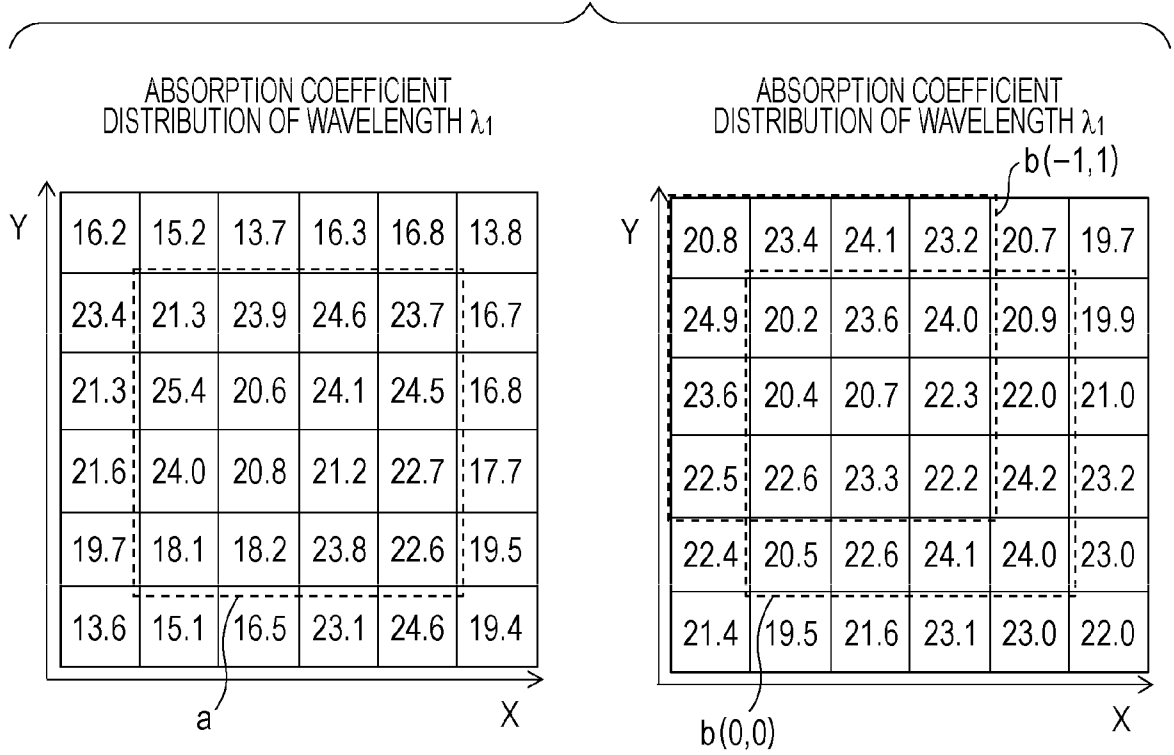 ABSORPTION COEFFICIENT
DISTRIBUTION OF WAVELENGTH λ1
Y
16.2 15.2 13.7 16.3 16.8 13.8
23.4 21.3 23.9 24.6 23.7 16.7
21.3 25.4 20.6 24.1 24.5 16.8
21.6 24.0 20.8 21.2 22.7 17.7
19.7 18.1 18.2 23.8 22.6 19.5
13.6 15.1 16.5 23.1 24.6 19.4
a
X
ABSORPTION COEFFICIENT
DISTRIBUTION OF WAVELENGTH λ1
b(−1,1)
Y
20.8 23.4 24.1 23.2 20.7 19.7
24.9 20.2 23.6 24.0 20.9 19.9
23.6 20.4 20.7 22.3 22.0 21.0
22.5 22.6 23.3 22.2 24.2 23.2
22.4 20.5 22.6 24.1 24.0 23.0
21.4 19.5 21.6 23.1 23.0 22.0
b(0,0)
X